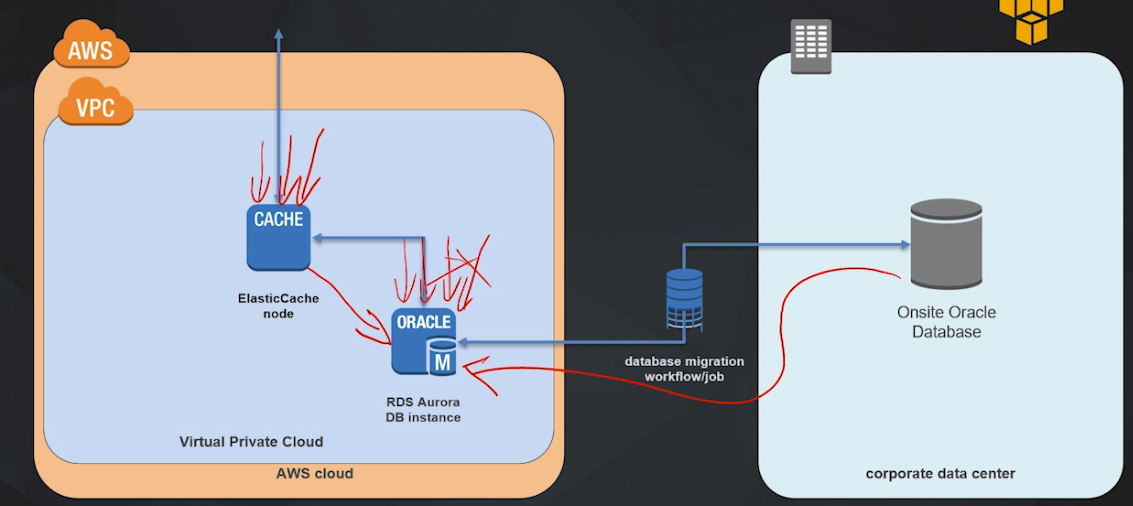 AWS
VPC
CACHE
ElasticCache
node
ORACLE
M
RDS Aurora
DB instance
Virtual Private Cloud
AWS cloud
database migration
workflow/job
Onsite Oracle
Database
corporate data center